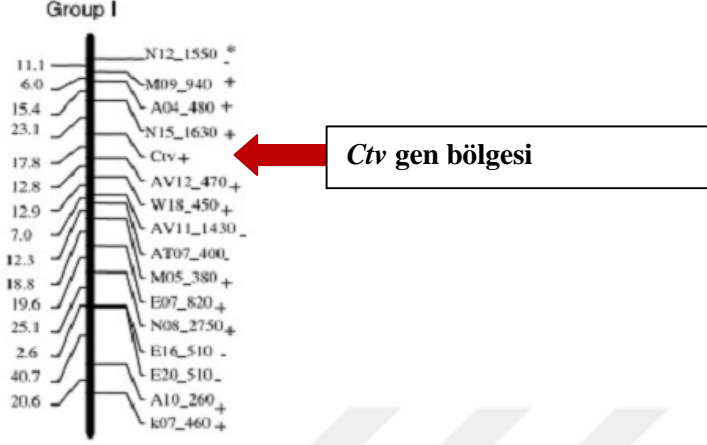 Group I
N12_1550 *
-
11.1
M09_940 +
6.0
A04_480 +
15.4
N15_1630 +
23.1
Ctv +
Ctv gen bölgesi
17.8
AV12_470 +
12.8
W18_450 +
12.9
AV11_1430 -
7.0
AT07_400 -
12.3
M05_380 +
18.8
E07_820 +
19.6
N08_2750 +
25.1
E16_510 -
2.6
E20_510 -
40.7
A10_260 +
20.6
k07_460 +